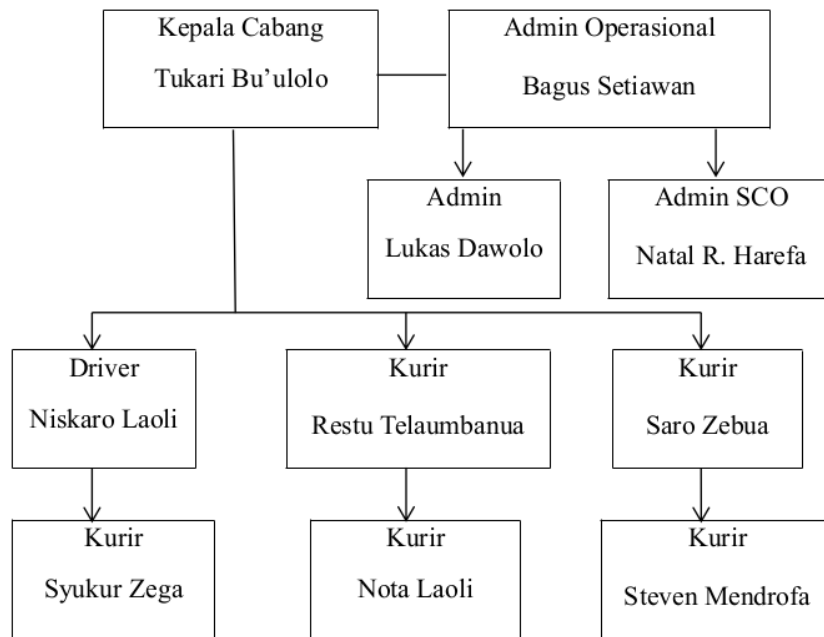 Kepala Cabang
Tukari Bu’ulolo
Admin Operasional
Bagus Setiawan
Admin
Lukas Dawolo
Admin SCO
Natal R. Harefa
Driver
Niskaro Laoli
Kurir
Restu Telaumbanua
Kurir
Saro Zebua
Kurir
Syukur Zega
Kurir
Nota Laoli
Kurir
Steven Mendrofa